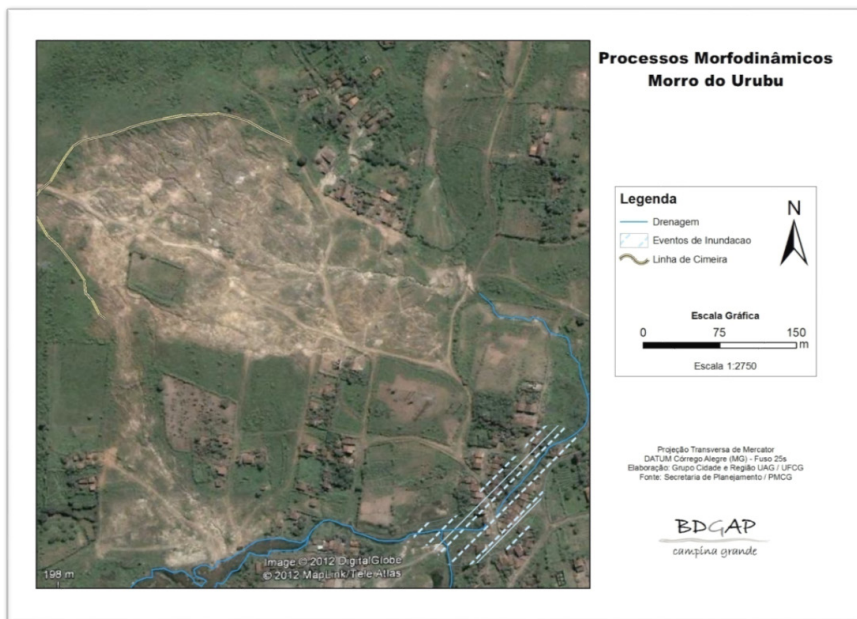 Processos Morfodinâmicos
Morro do Urubu
Legenda
Drenagem
Eventos de Inundacao
Linha de Cimeira
N
Escala Gráfica
0 75 150
m
Escala 1:2750
Projeção Transversa de Mercator
DATUM Córrego Alegre (MG) - Fuso 25s
Elaboração: Grupo Cidade e Região UAG / UFCG
Fonte: Secretaria de Planejamento / PMCG
BDGAP
campina grande
Image © 2012 DigitalGlobe
© 2012 MapLink/Tele Atlas
198 m